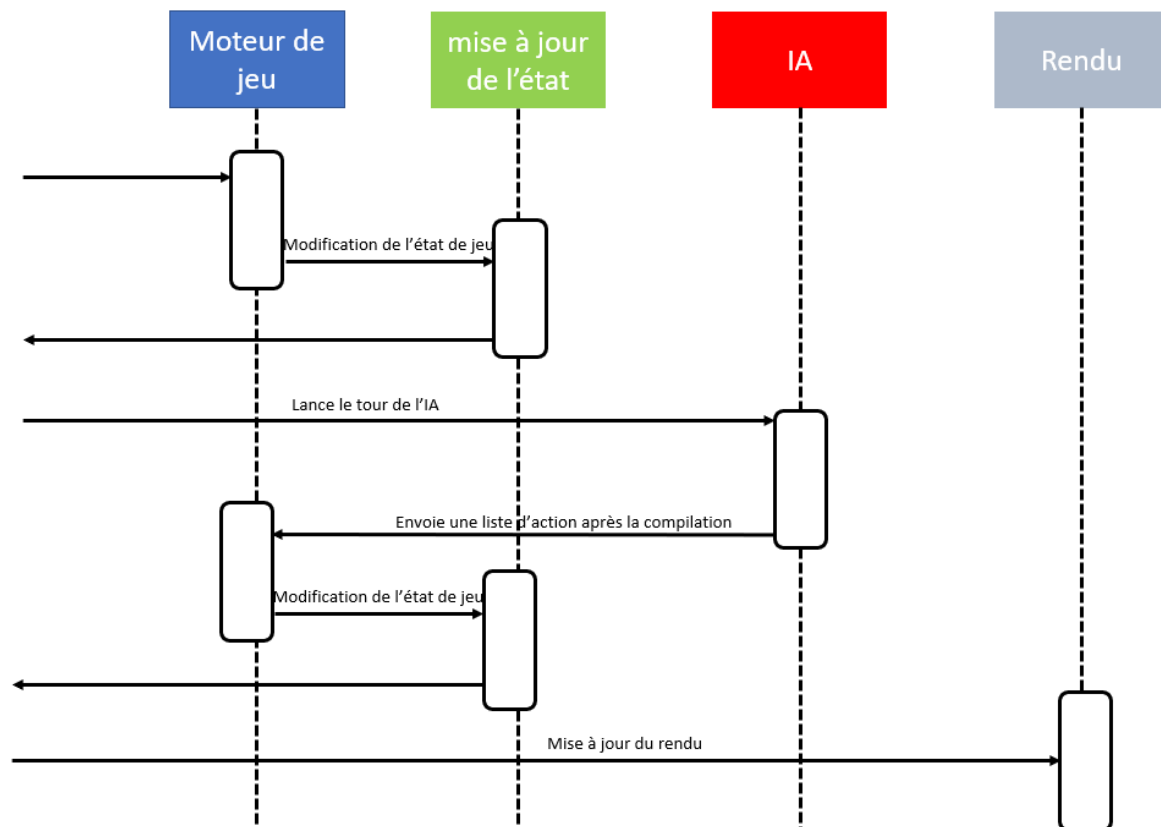 Moteur de
jeu
mise à jour
de l’état
IA
Rendu
Modification de l’état de jeu
Lance le tour de l’IA
Envoie une liste d’action après la compilation
Modification de l’état de jeu
Mise à jour du rendu